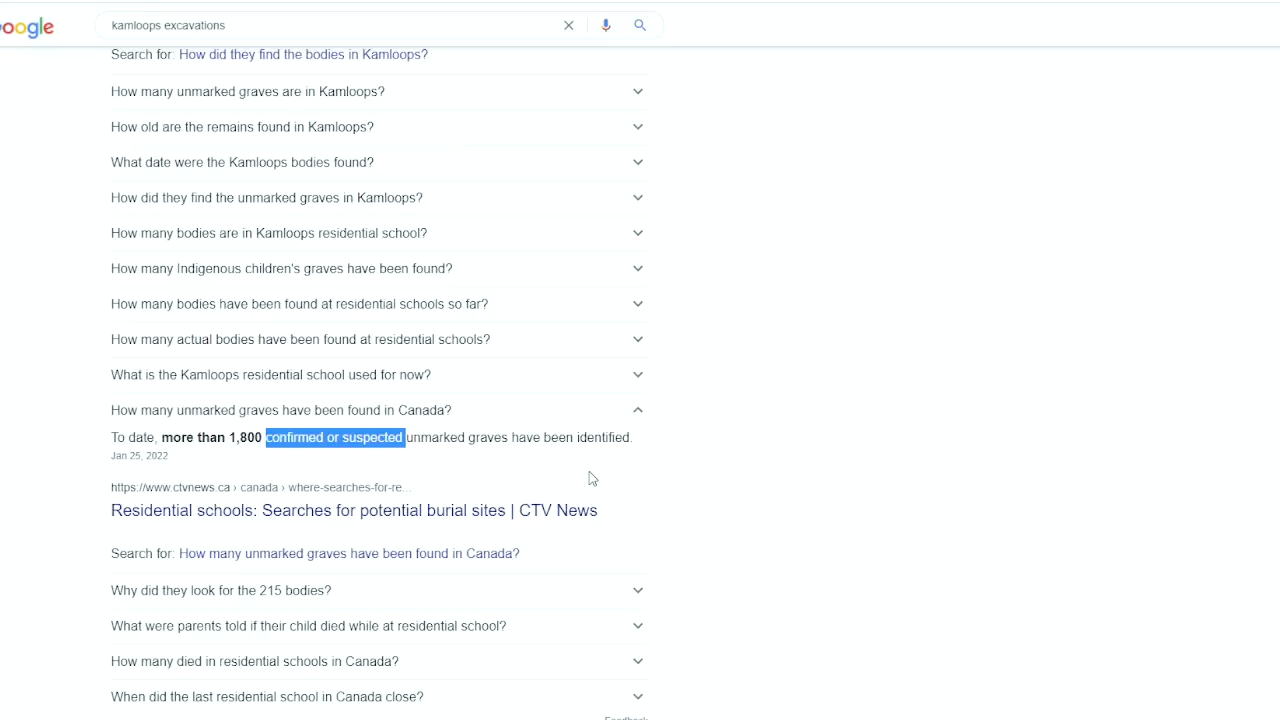 oogle
kamloops excavations
Search for: How did they find the bodies in Kamloops?
How many unmarked graves are in Kamloops?
How old are the remains found in Kamloops?
What date were the Kamloops bodies found?
How did they find the unmarked graves in Kamloops?
How many bodies are in Kamloops residential school?
How many Indigenous children's graves have been found?
How many bodies have been found at residential schools so far?
How many actual bodies have been found at residential schools?
What is the Kamloops residential school used for now?
How many unmarked graves have been found in Canada?
To date, more than 1,800 confirmed or suspected unmarked graves have been identified.
Jan 25, 2022
https://www.ctvnews.ca › canada › where-searches-for-re...
Residential schools: Searches for potential burial sites | CTV News
Search for: How many unmarked graves have been found in Canada?
Why did they look for the 215 bodies?
What were parents told if their child died while at residential school?
How many died in residential schools in Canada?
When did the last residential school in Canada close?
Feedback